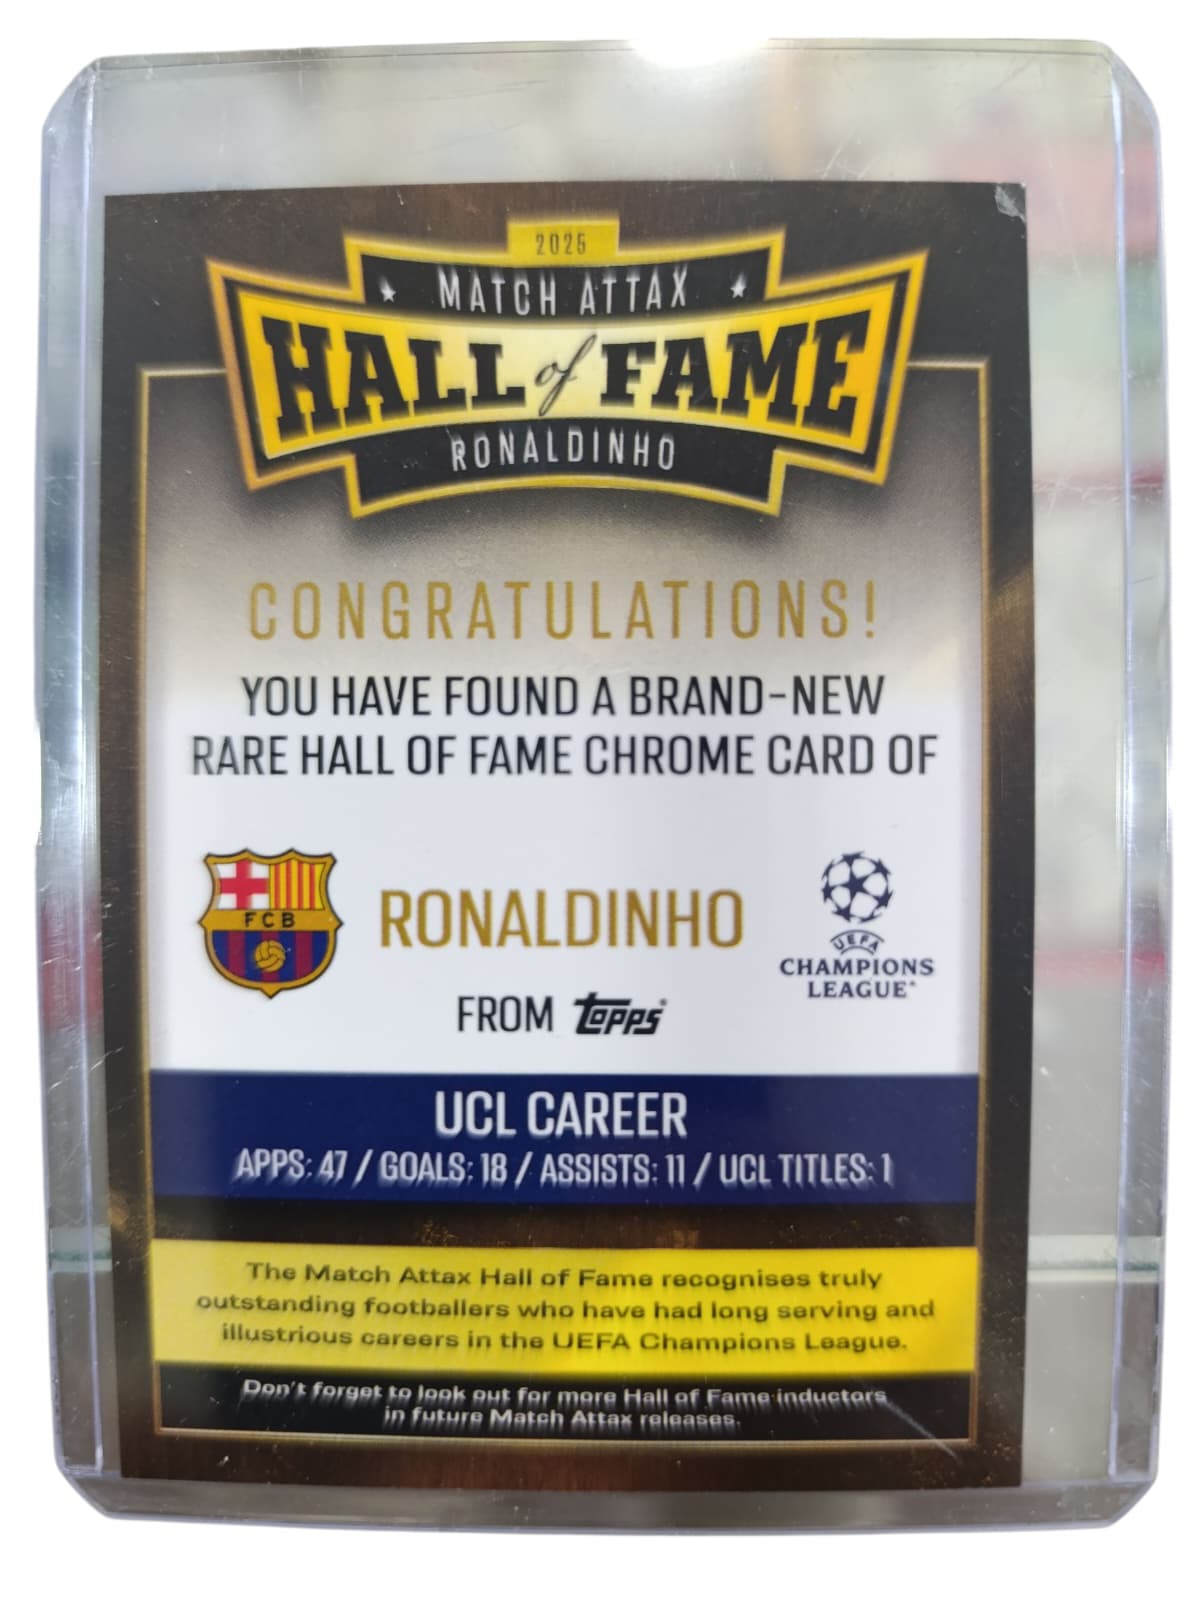 2025
MATCH ATTAX
HALL of FAME
RONALDINHO
CONGRATULATIONS!
YOU HAVE FOUND A BRAND-NEW
RARE HALL OF FAME CHROME CARD OF
FCB
RONALDINHO
UEFA
CHAMPIONS
LEAGUE®
FROM topps®
UCL CAREER
APPS: 47 / GOALS: 18 / ASSISTS: 11 / UCL TITLES: 1
The Match Attax Hall of Fame recognises truly
outstanding footballers who have had long serving and
illustrious careers in the UEFA Champions League.
Don't forget to look out for more Hall of Fame inductors
in future Match Attax releases.